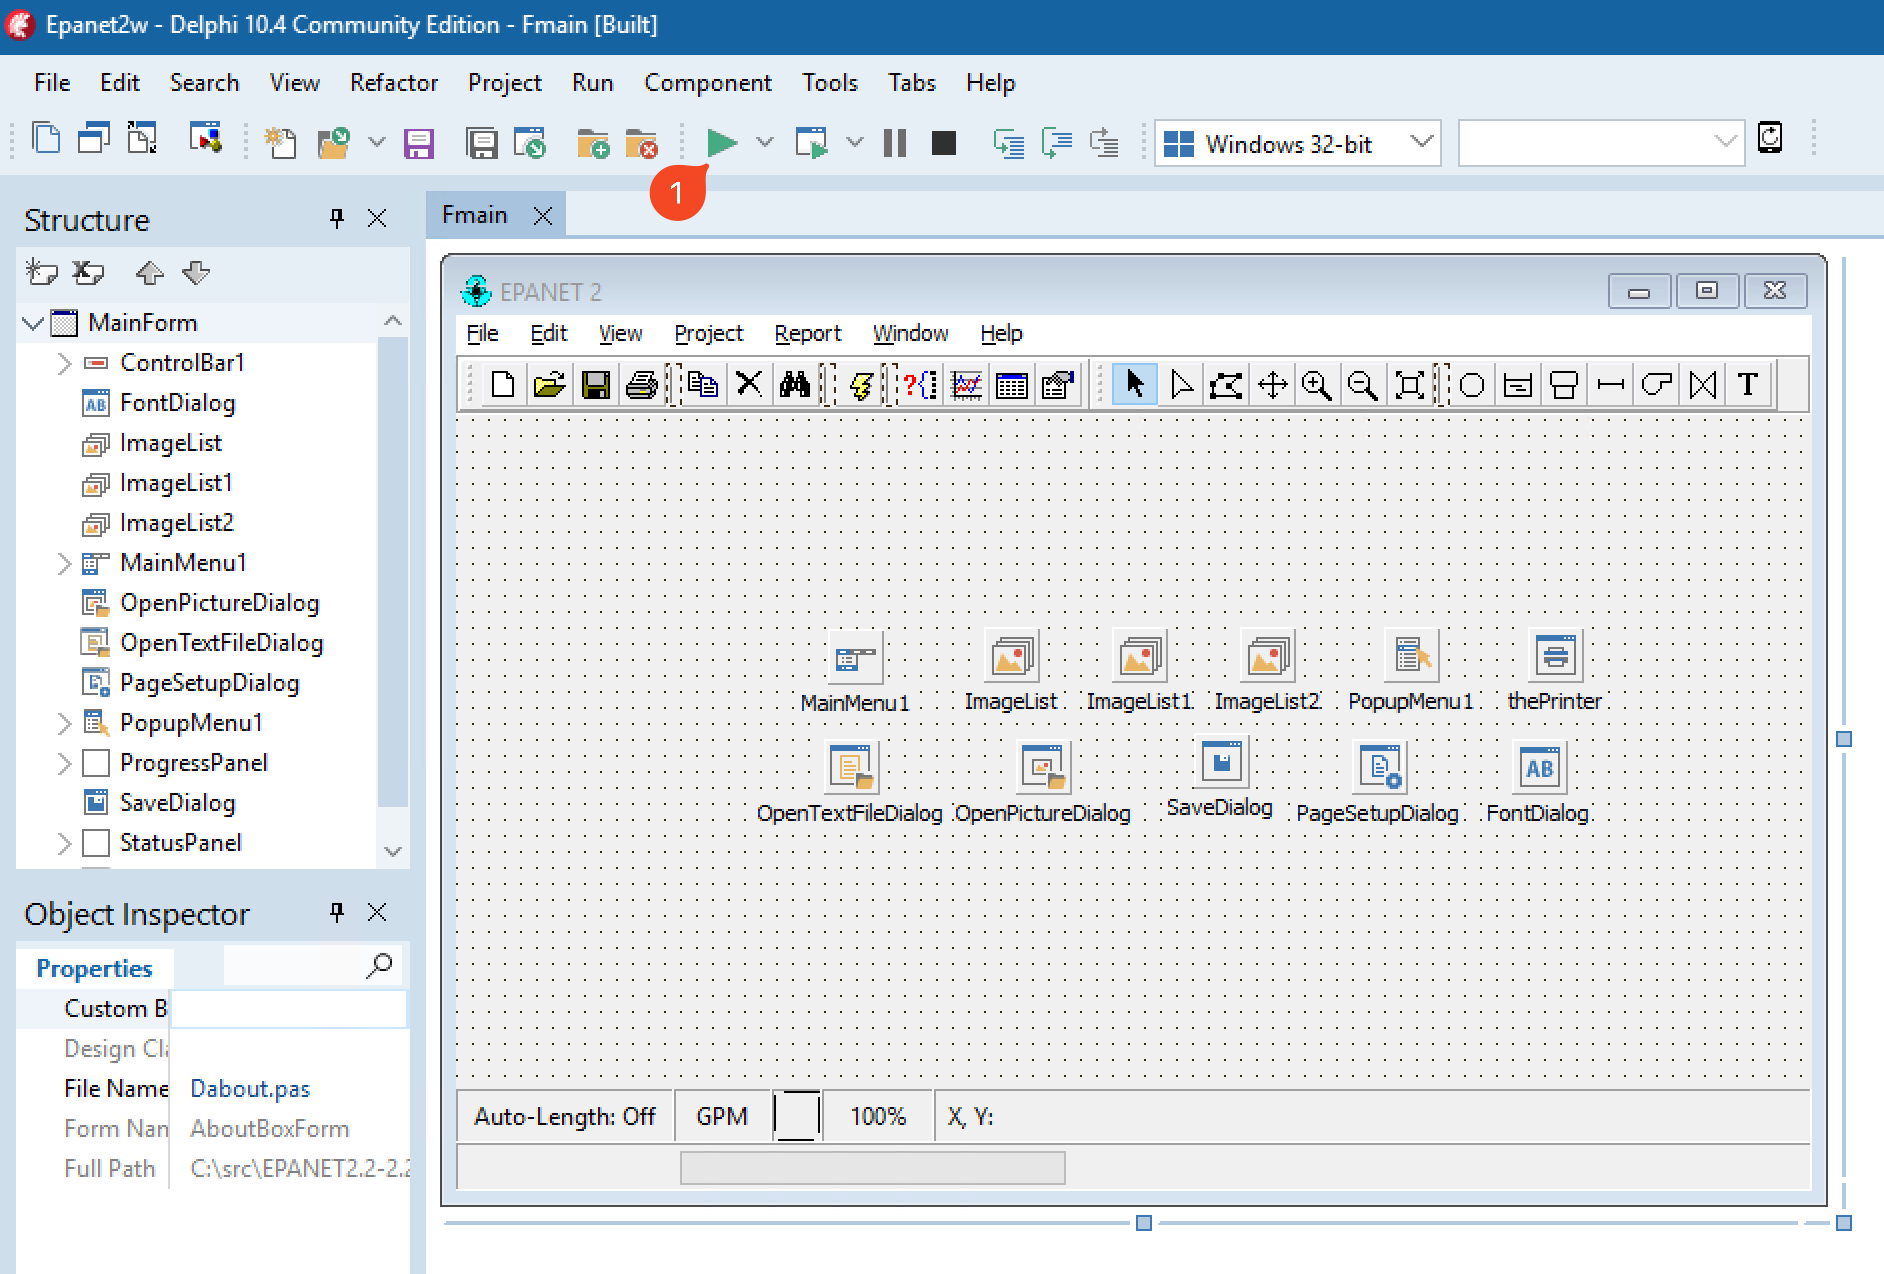 Epanet2w - Delphi 10.4 Community Edition - Fmain [Built]
File Edit Search View Refactor Project Run Component Tools Tabs Help
Windows 32-bit
1
Structure
Fmain
MainForm
ControlBar1
FontDialog
ImageList
ImageList1
ImageList2
MainMenu1
OpenPictureDialog
OpenTextFileDialog
PageSetupDialog
PopupMenu1
ProgressPanel
SaveDialog
StatusPanel
EPANET 2
File Edit View Project Report Window Help
T
MainMenu1 ImageList ImageList1 ImageList2 PopupMenu1 thePrinter
AB
OpenTextFileDialog OpenPictureDialog SaveDialog PageSetupDialog FontDialog
Auto-Length: Off GPM 100% X, Y:
Object Inspector
Properties
Custom B
Design Cla
File Name Dabout.pas
Form Nan AboutBoxForm
Full Path C:\src\EPANET2.2-2.2